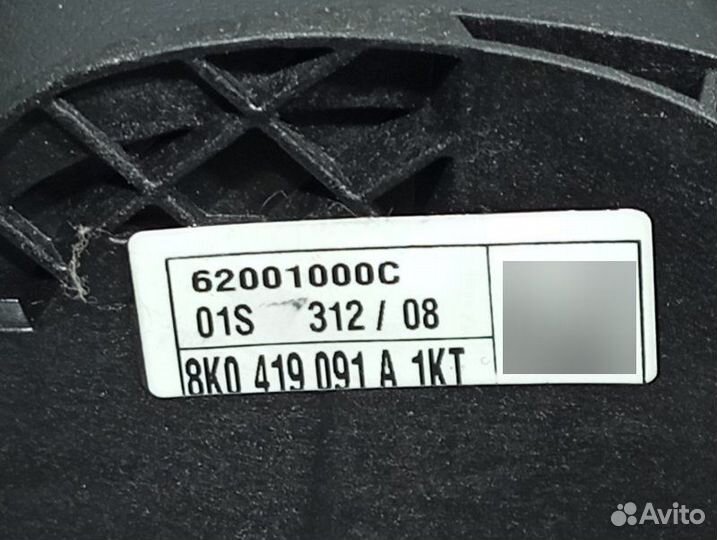 62001000C
01S 312 / 08
8K0 419 091 A 1KT
Avito